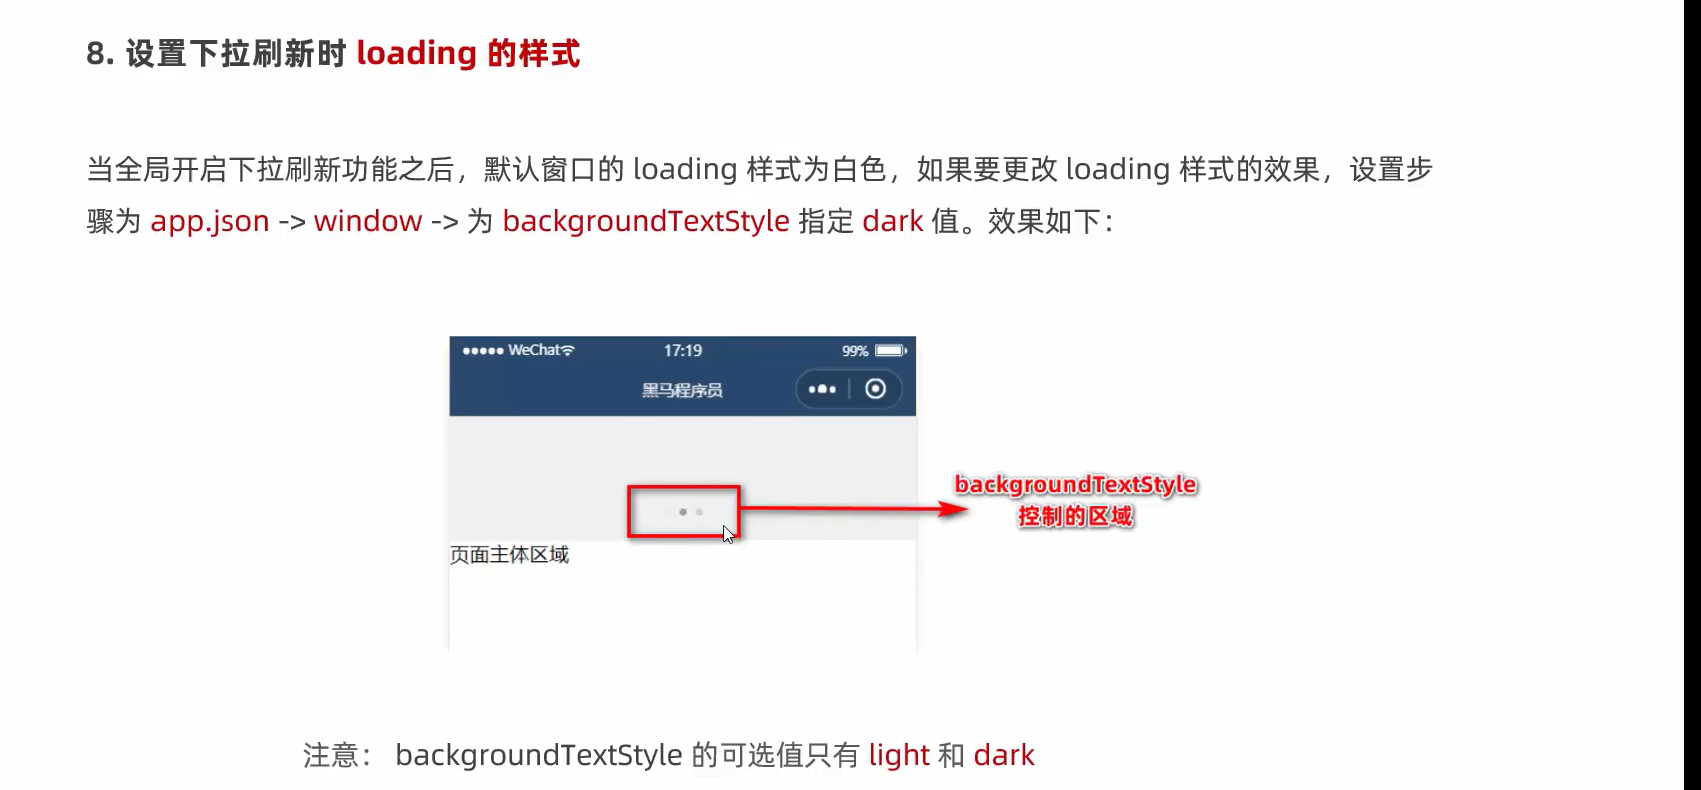 8. 设置下拉刷新时 loading 的样式
当全局开启下拉刷新功能之后，默认窗口的 loading 样式为白色，如果要更改 loading 样式的效果，设置步
骤为 app.json -> window -> 为 backgroundTextStyle 指定 dark 值。效果如下：
WeChat 17:19 99%
黑马程序员
backgroundTextStyle
控制的区域
页面主体区域
注意： backgroundTextStyle 的可选值只有 light 和 dark